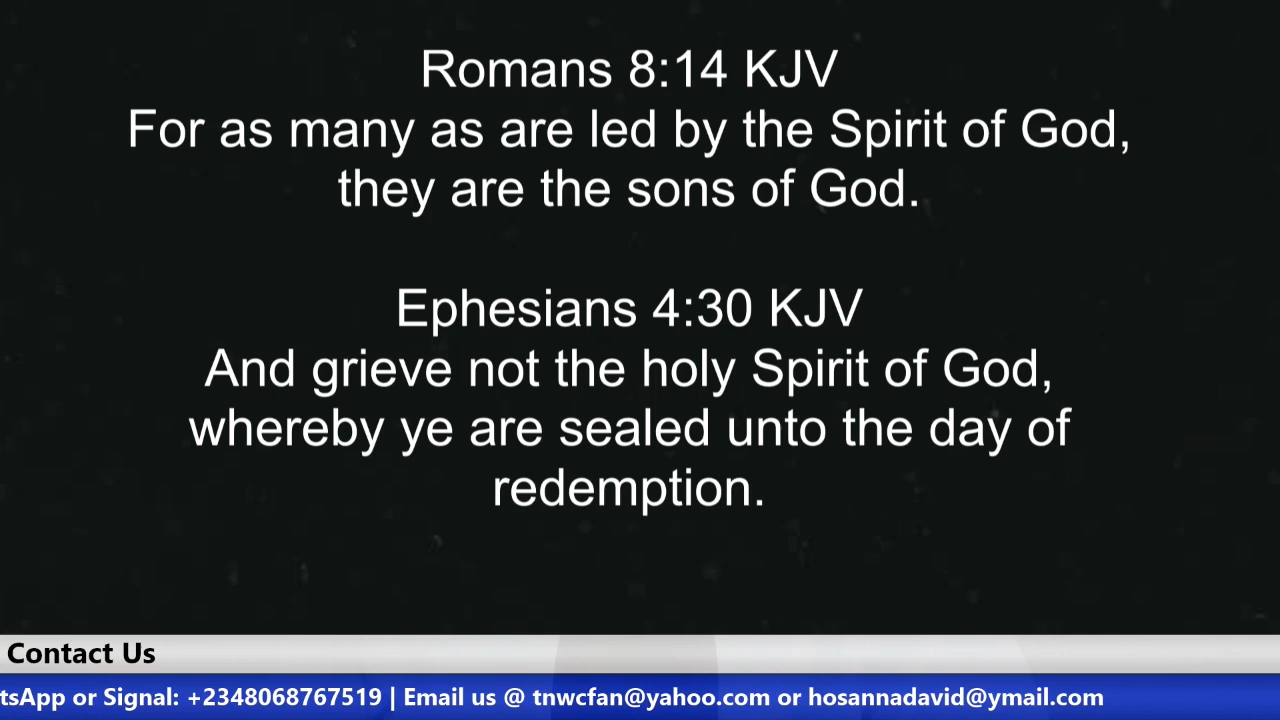 Romans 8:14 KJV
For as many as are led by the Spirit of God,
they are the sons of God.
Ephesians 4:30 KJV
And grieve not the holy Spirit of God,
whereby ye are sealed unto the day of
redemption.
Contact Us
tsApp or Signal: +2348068767519 | Email us @ tnwcfan@yahoo.com or hosannadavid@ymail.com